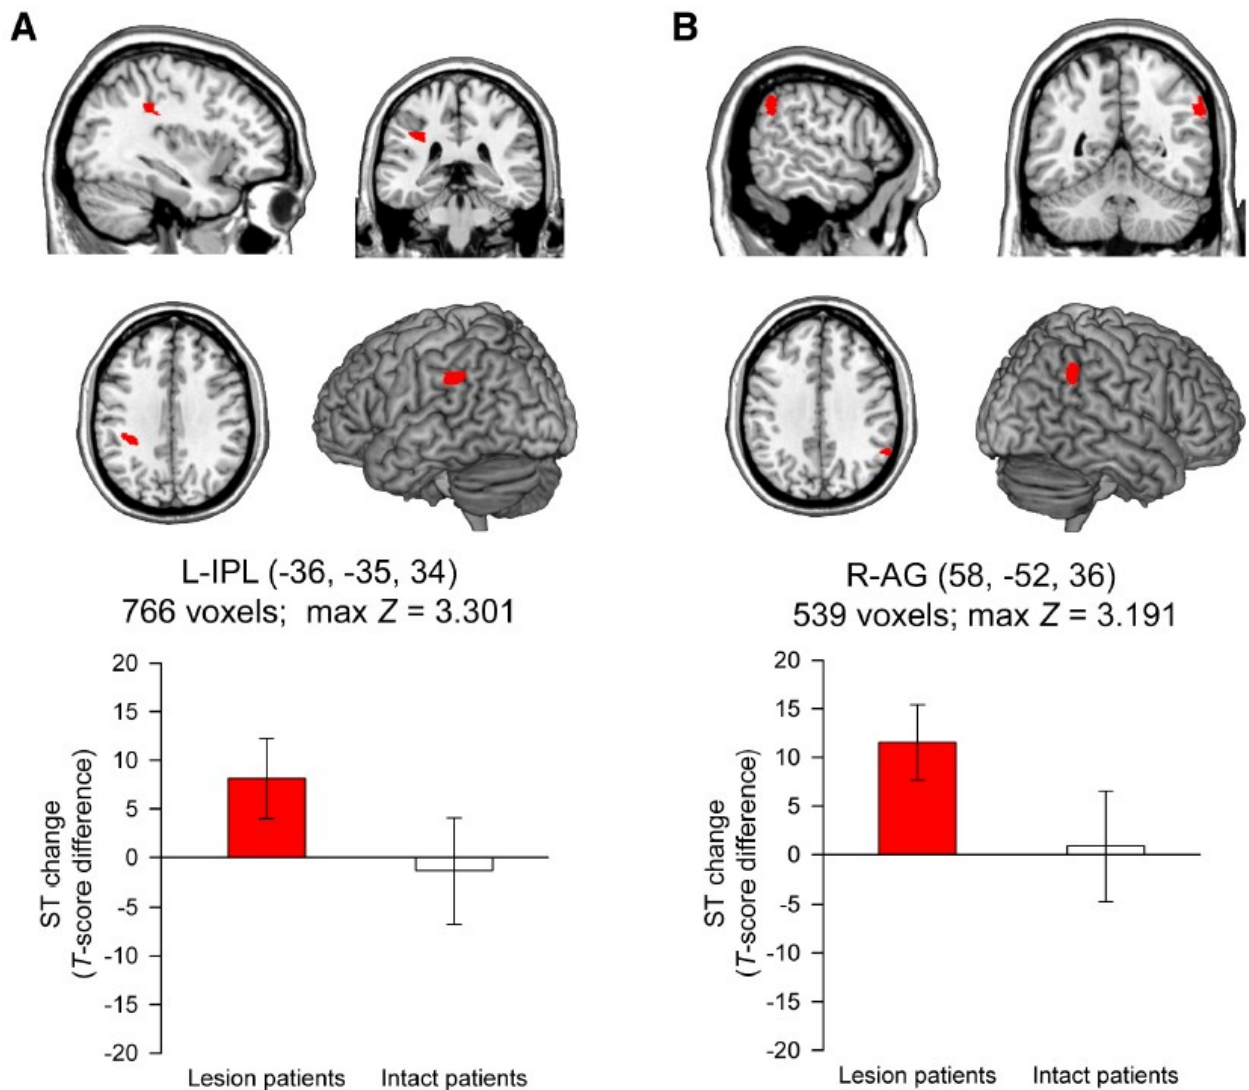 A
B
L-IPL (-36, -35, 34)
766 voxels;  max Z = 3.301
R-AG (58, -52, 36)
539 voxels; max Z = 3.191
ST change
(T-score difference)
20
15
10
5
0
-5
-10
-15
-20
Lesion patients
Intact patients
ST change
(T-score difference)
20
15
10
5
0
-5
-10
-15
-20
Lesion patients
Intact patients